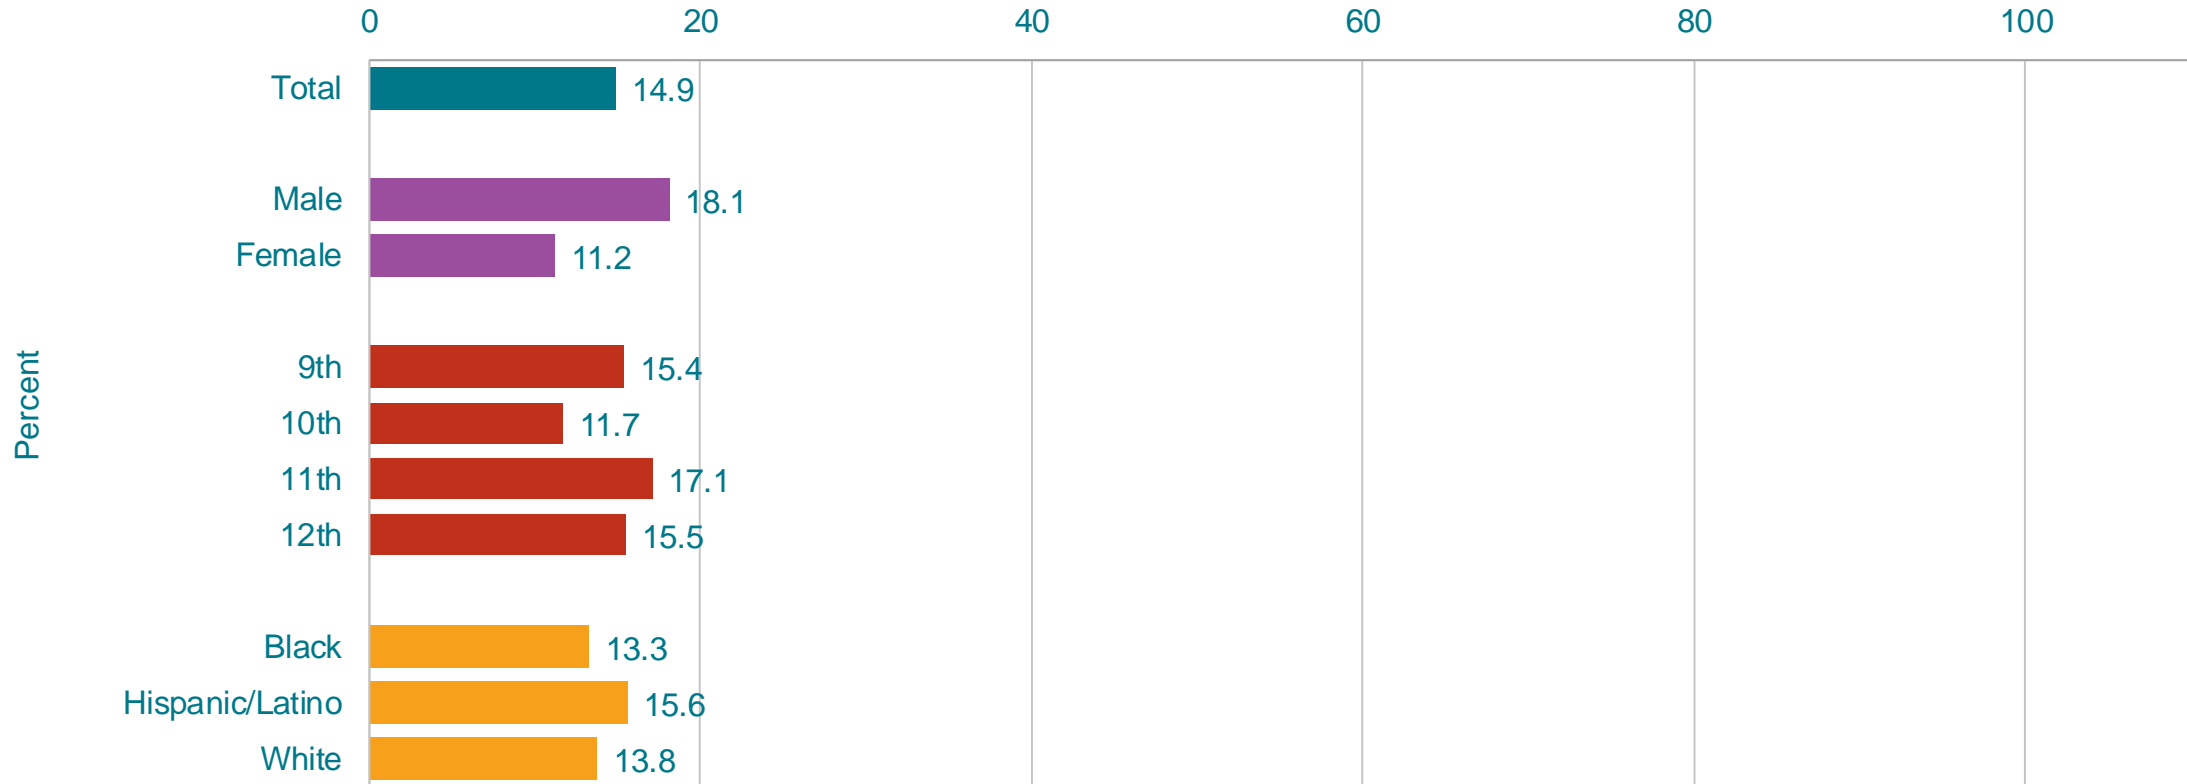 0 20 40 60 80 100
Total 14.9
Male 18.1
Female 11.2
Percent
9th 15.4
10th 11.7
11th 17.1
12th 15.5
Black 13.3
Hispanic/Latino 15.6
White 13.8